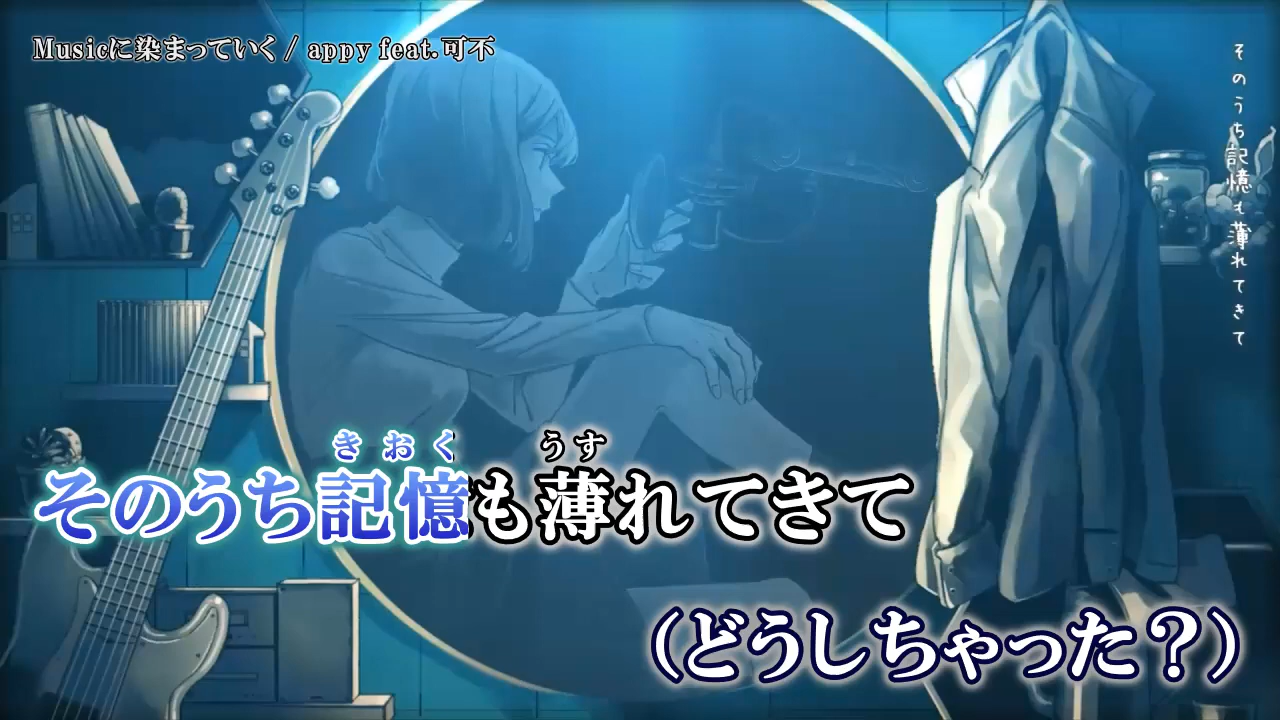 Musicに染まっていく / appy feat.可不
そのうち記憶も薄れてきて
きおく うす
そのうち記憶も薄れてきて
(どうしちゃった？)